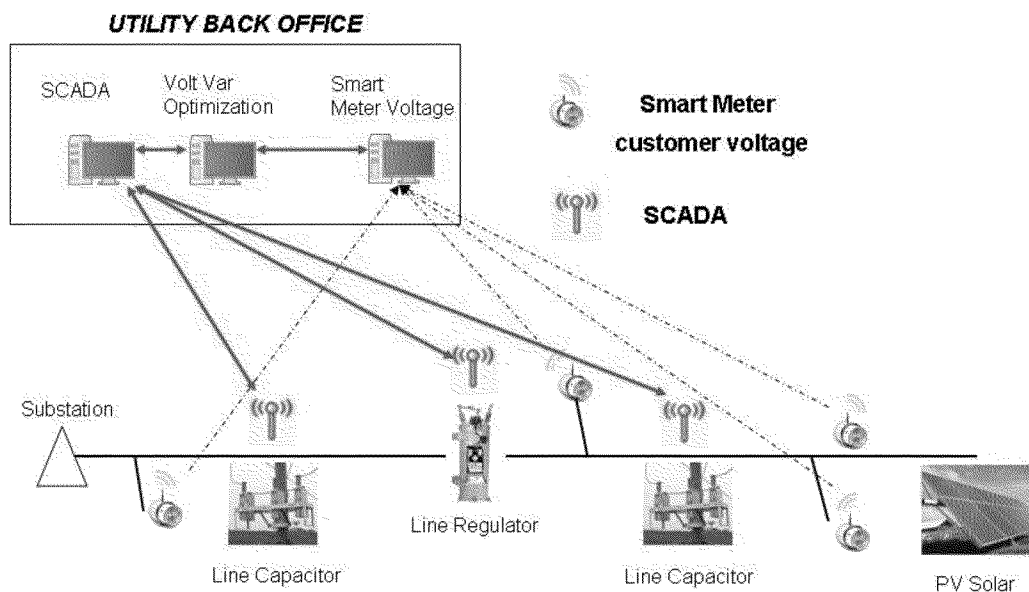 UTILITY BACK OFFICE
SCADA
Volt Var
Optimization
Smart
Meter Voltage
Smart Meter
customer voltage
SCADA
Substation
Line Regulator
Line Capacitor
Line Capacitor
PV Solar